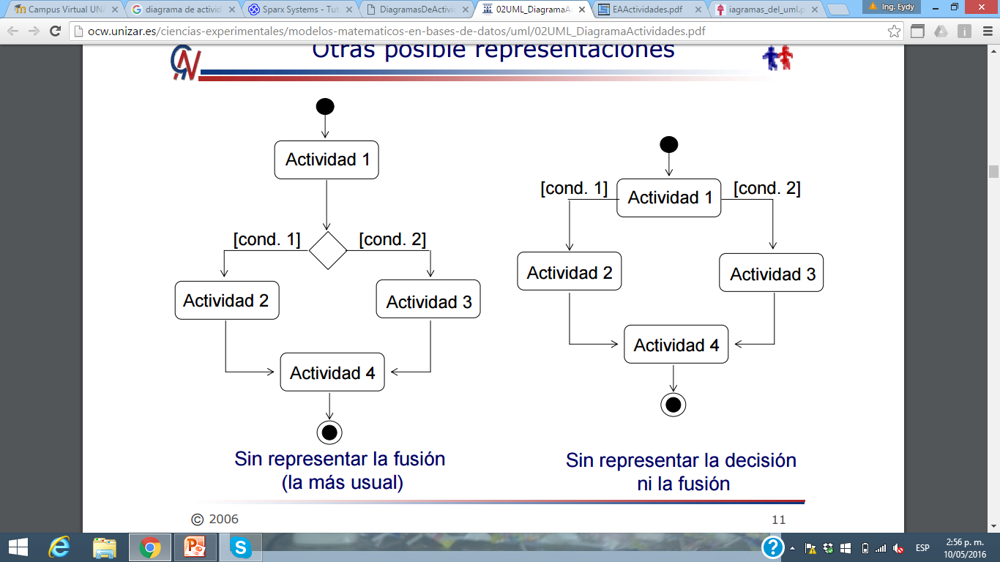 Campus Virtual UNA
diagrama de activid
Sparx Systems - Tut
DiagramasDeActivid
02UML_DiagramaA
EAActividades.pdf
iagramas_del_uml.p
Ing. Eydy
ocw.unizar.es/ciencias-experimentales/modelos-matematicos-en-bases-de-datos/uml/02UML_DiagramaActividades.pdf
Otras posible representaciones
Actividad 1
[cond. 1]
[cond. 2]
Actividad 2
Actividad 3
Actividad 4
Sin representar la fusión
(la más usual)
[cond. 1]
Actividad 1
[cond. 2]
Actividad 2
Actividad 3
Actividad 4
Sin representar la decisión
ni la fusión
© 2006
11
ESP
2:56 p. m.
10/05/2016